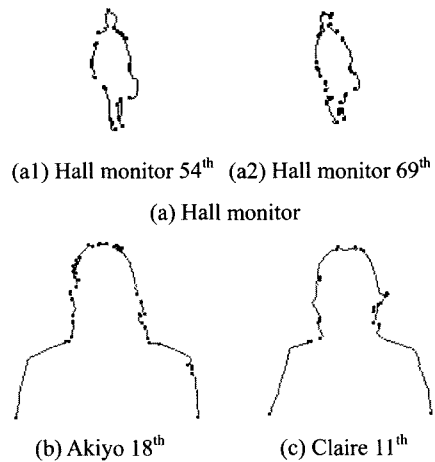 (a1) Hall monitor 54th (a2) Hall monitor 69th
(a) Hall monitor
(b) Akiyo 18th (c) Claire 11th